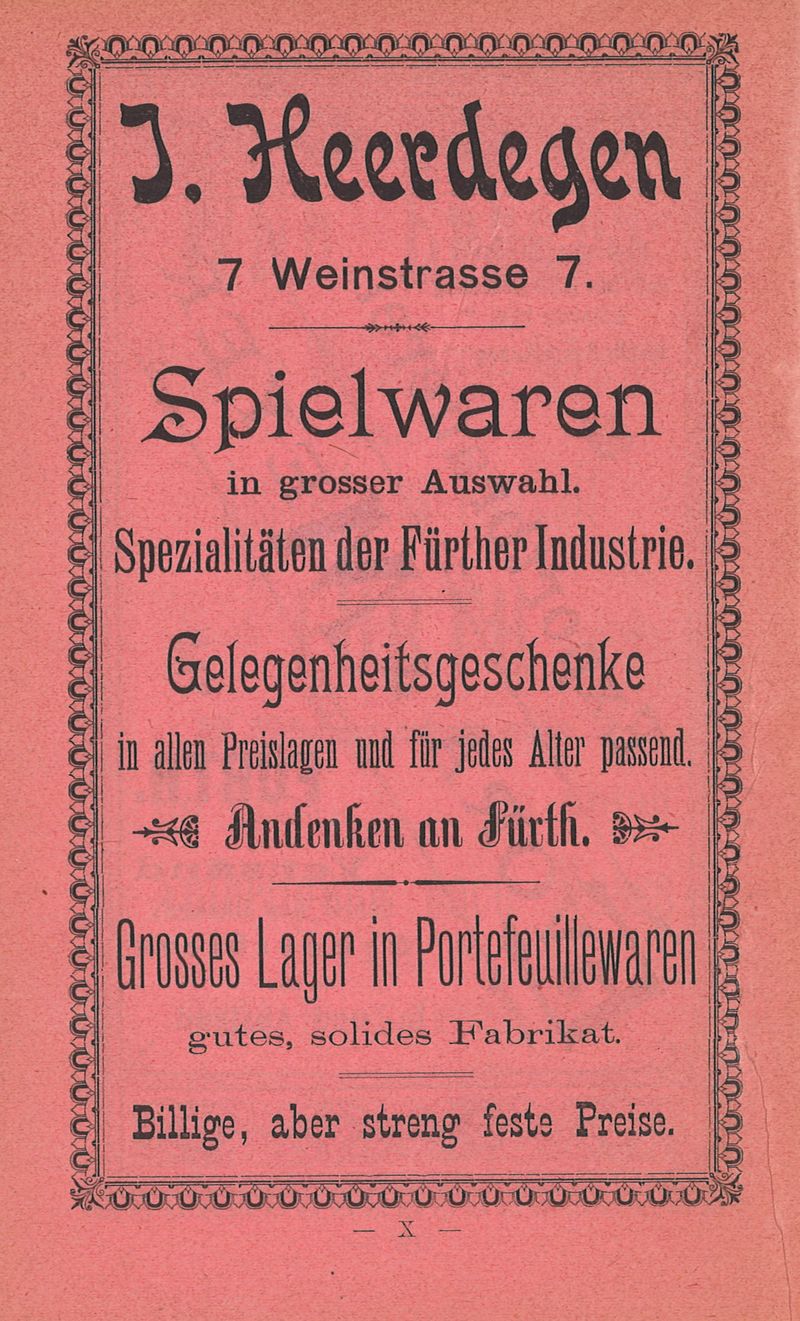 J. Heerdegen
7 Weinstrasse 7.
Spielwaren
in grosser Auswahl.
Spezialitäten der Fürther Industrie.
Gelegenheitsgeschenke
in allen Preislagen und für jedes Alter passend.
Andenken an Fürth.
Grosses Lager in Portefeuillewaren
gutes, solides Fabrikat.
Billige, aber streng feste Preise.
— X —